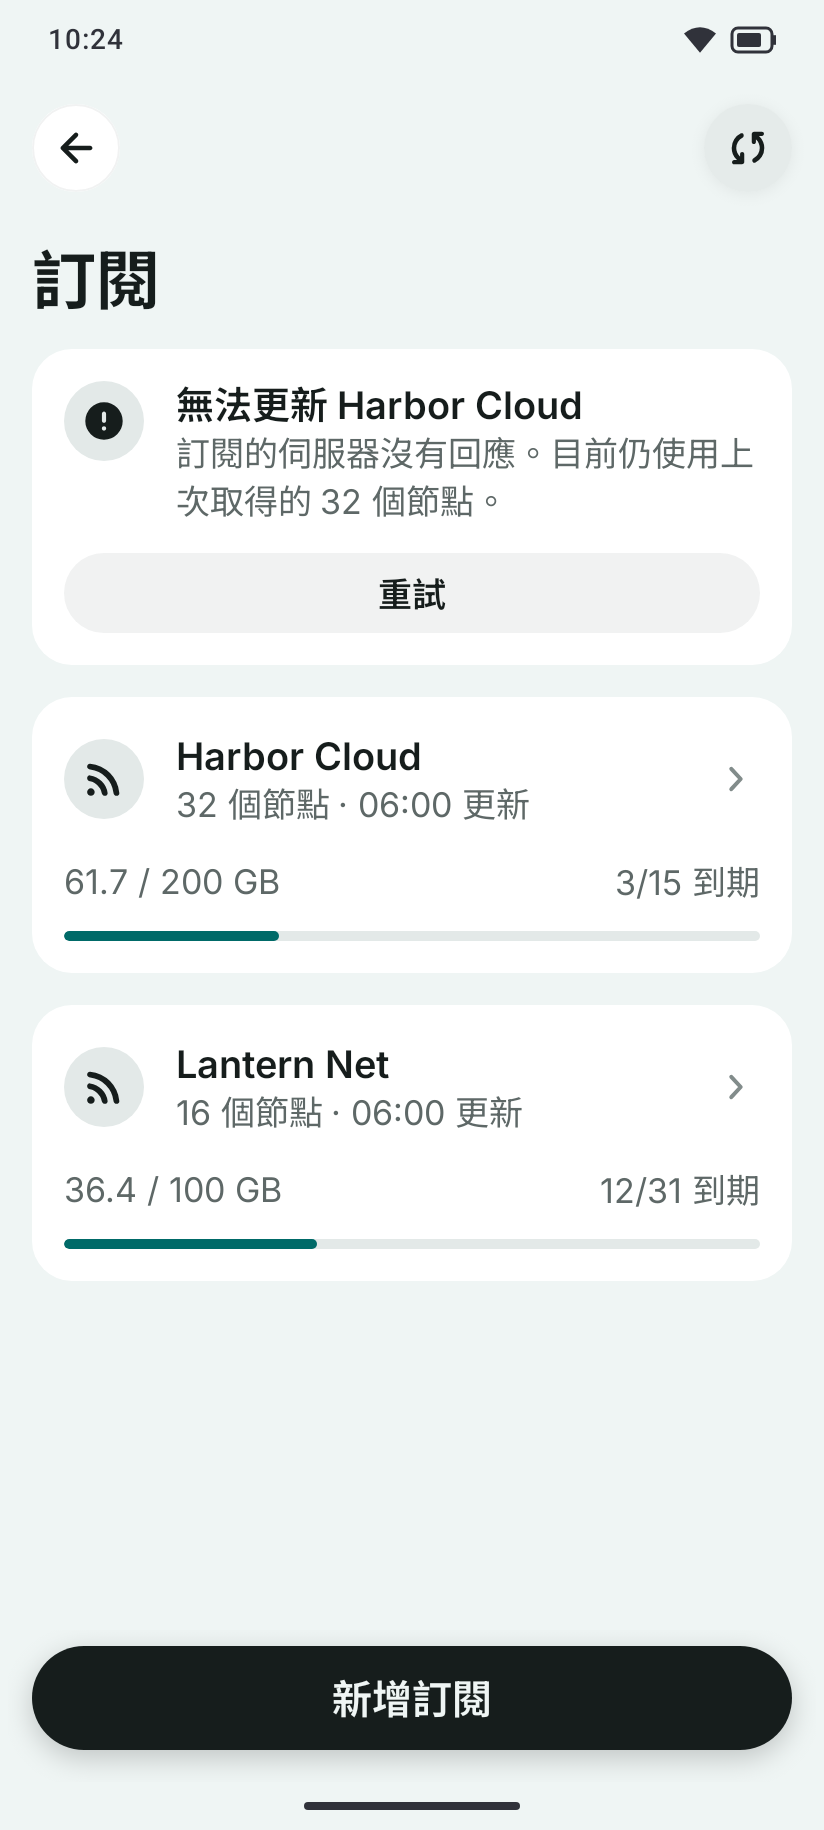 10:24
訂閱
無法更新 Harbor Cloud
訂閱的伺服器沒有回應。目前仍使用上
次取得的 32 個節點。
重試
Harbor Cloud
32 個節點 · 06:00 更新
61.7 / 200 GB
3/15 到期
Lantern Net
16 個節點 · 06:00 更新
36.4 / 100 GB
12/31 到期
新增訂閱